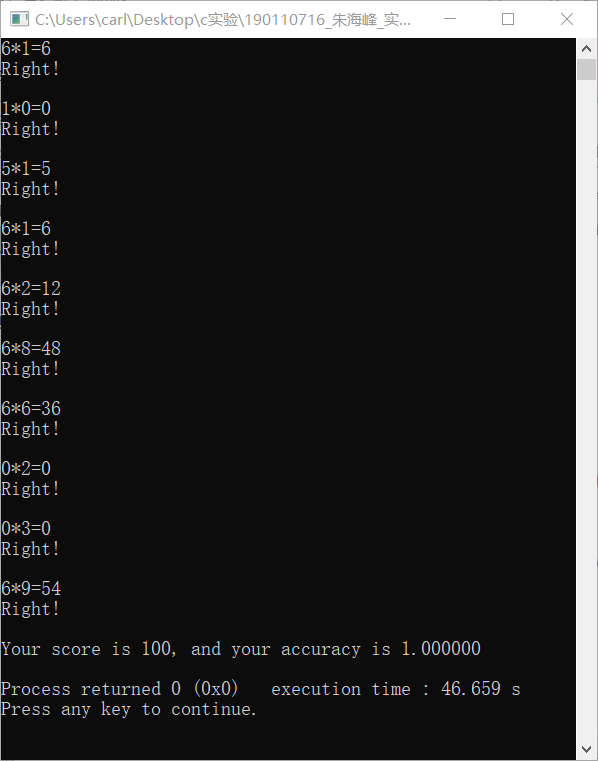 C:\Users\carl\Desktop\c实验\190110716_朱海峰_实...
6*1=6
Right!
1*0=0
Right!
5*1=5
Right!
6*1=6
Right!
6*2=12
Right!
6*8=48
Right!
6*6=36
Right!
0*2=0
Right!
0*3=0
Right!
6*9=54
Right!
Your score is 100, and your accuracy is 1.000000
Process returned 0 (0x0)   execution time : 46.659 s
Press any key to continue.